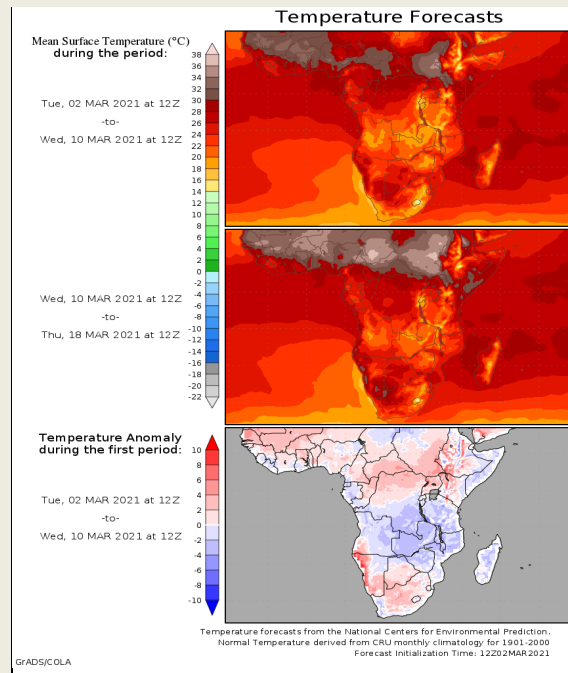 Temperature Forecasts
Mean Surface Temperature (°C)
during the period:
Tue, 02 MAR 2021 at 12Z
-to-
Wed, 10 MAR 2021 at 12Z
38
36
34
32
30
28
26
24
22
20
18
16
14
12
10
8
6
4
2
0
-2
-4
-6
-8
-10
-12
-14
-16
-18
-20
-22
Wed, 10 MAR 2021 at 12Z
-to-
Thu, 18 MAR 2021 at 12Z
Temperature Anomaly
during the first period:
Tue, 02 MAR 2021 at 12Z
-to-
Wed, 10 MAR 2021 at 12Z
10
8
6
4
2
0
-2
-4
-6
-8
-10
Temperature forecasts from the National Centers for Environmental Prediction.
Normal Temperature derived from CRU monthly climatology for 1901-2000
Forecast Initialization Time: 12Z02MAR2021
GrADS/COLA